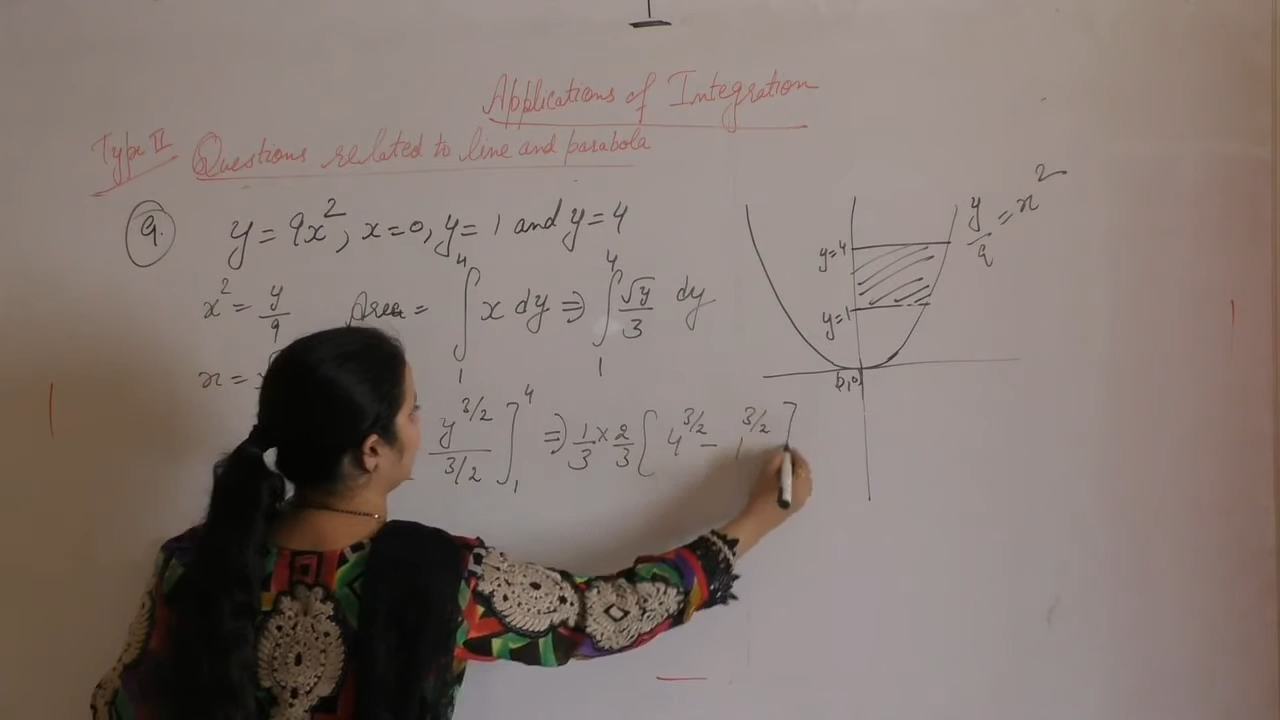 Applications of Integration
Type II Questions related to line and parabola
Q. y = 9x², x=0, y=1 and y=4
x² = y/9
Area = ∫₁⁴ x dy ⇒ ∫₁⁴ √y/3 dy
x =
y^(3/2)/(3/2) ]₁⁴ ⇒ 1/3 × 2/3 [ 4^(3/2) - 1^(3/2) ]
y/9 = x²
y=4
y=1